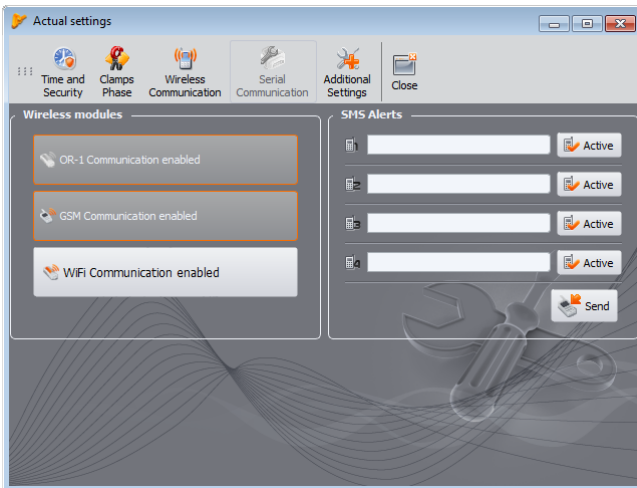 Actual settings
Time and Security
Clamps Phase
Wireless Communication
Serial Communication
Additional Settings
Close
Wireless modules
SMS Alerts
OR-1 Communication enabled
GSM Communication enabled
WiFi Communication enabled
1
Active
2
Active
3
Active
4
Active
Send